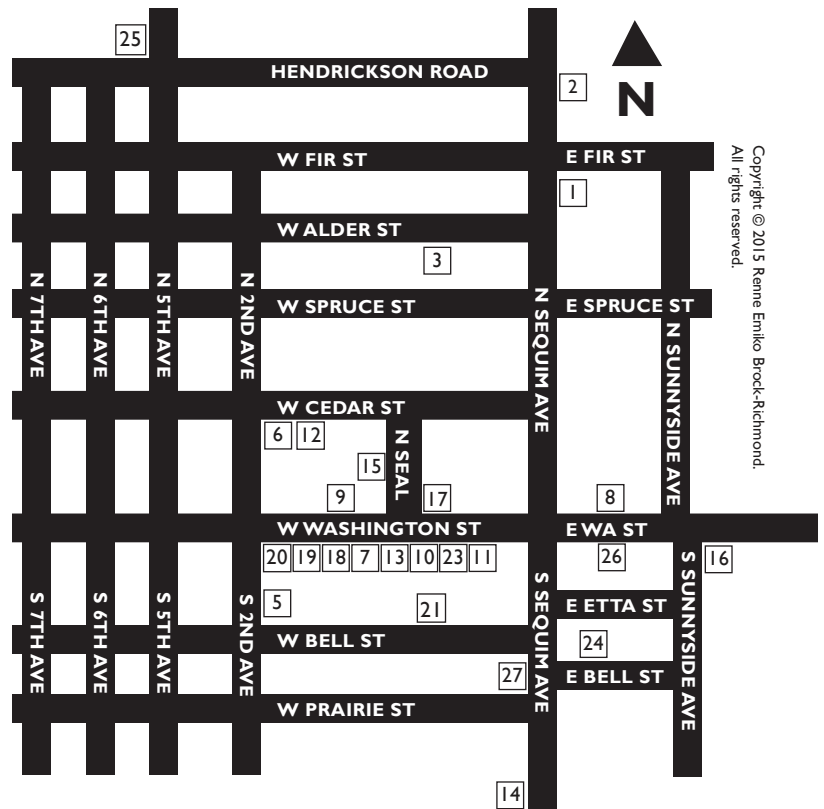 25
HENDRICKSON ROAD
2
N
W FIR ST
E FIR ST
1
Copyright © 2015 Renne Emiko Brock-Richmond.
All rights reserved.
W ALDER ST
3
N 7TH AVE
N 6TH AVE
N 5TH AVE
N 2ND AVE
W SPRUCE ST
N SEQUIM AVE
E SPRUCE ST
N SUNNYSIDE AVE
W CEDAR ST
6
12
N SEAL
15
9
17
8
W WASHINGTON ST
E WA ST
20
19
18
7
13
10
23
11
26
16
5
21
S 7TH AVE
S 6TH AVE
S 5TH AVE
S 2ND AVE
S SEQUIM AVE
E ETTA ST
S SUNNYSIDE AVE
W BELL ST
24
27
E BELL ST
W PRAIRIE ST
14